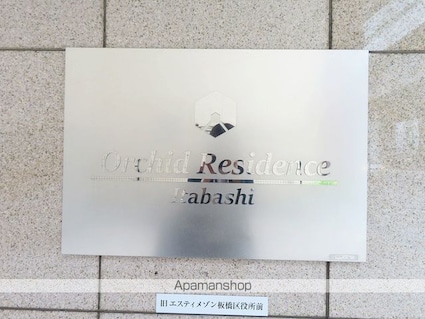 Orchid Residence
Itabashi
Apamanshop
旧エスティメゾン板橋区役所前